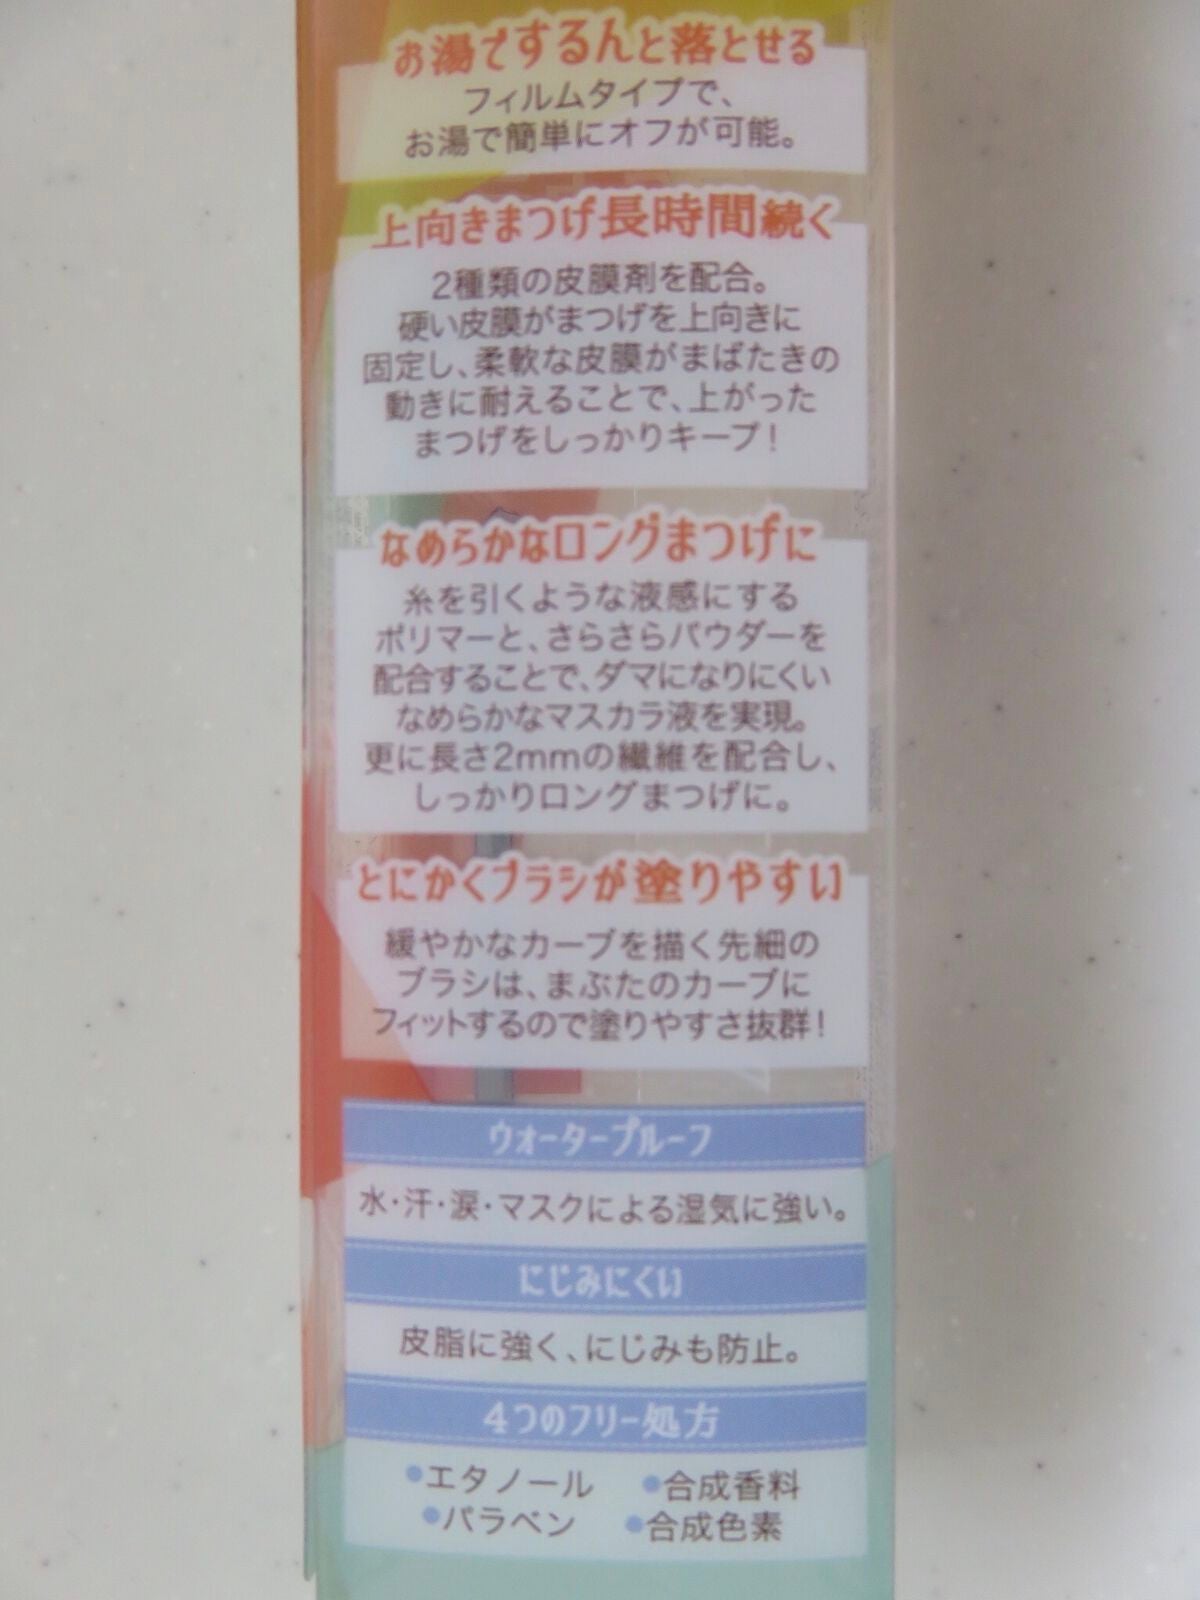 お湯でするんと落とせる
フィルムタイプで、
お湯で簡単にオフが可能。
上向きまつげ長時間続く
2種類の皮膜剤を配合。
硬い皮膜がまつげを上向きに
固定し、柔軟な皮膜がまばたきの
動きに耐えることで、上がった
まつげをしっかりキープ!
なめらかなロングまつげに
糸を引くような液感にする
ポリマーと、さらさらパウダーを
配合することで、ダマになりにくい
なめらかなマスカラ液を実現。
更に長さ2mmの繊維を配合し、
しっかりロングまつげに。
とにかくブラシが塗りやすい
緩やかなカーブを描く先細の
ブラシは、まぶたのカーブに
フィットするので塗りやすさ抜群!
ウォータープルーフ
水・汗・涙・マスクによる湿気に強い。
にじみにくい
皮脂に強く、にじみも防止。
4つのフリー処方
●エタノール ●合成香料
●パラベン ●合成色素